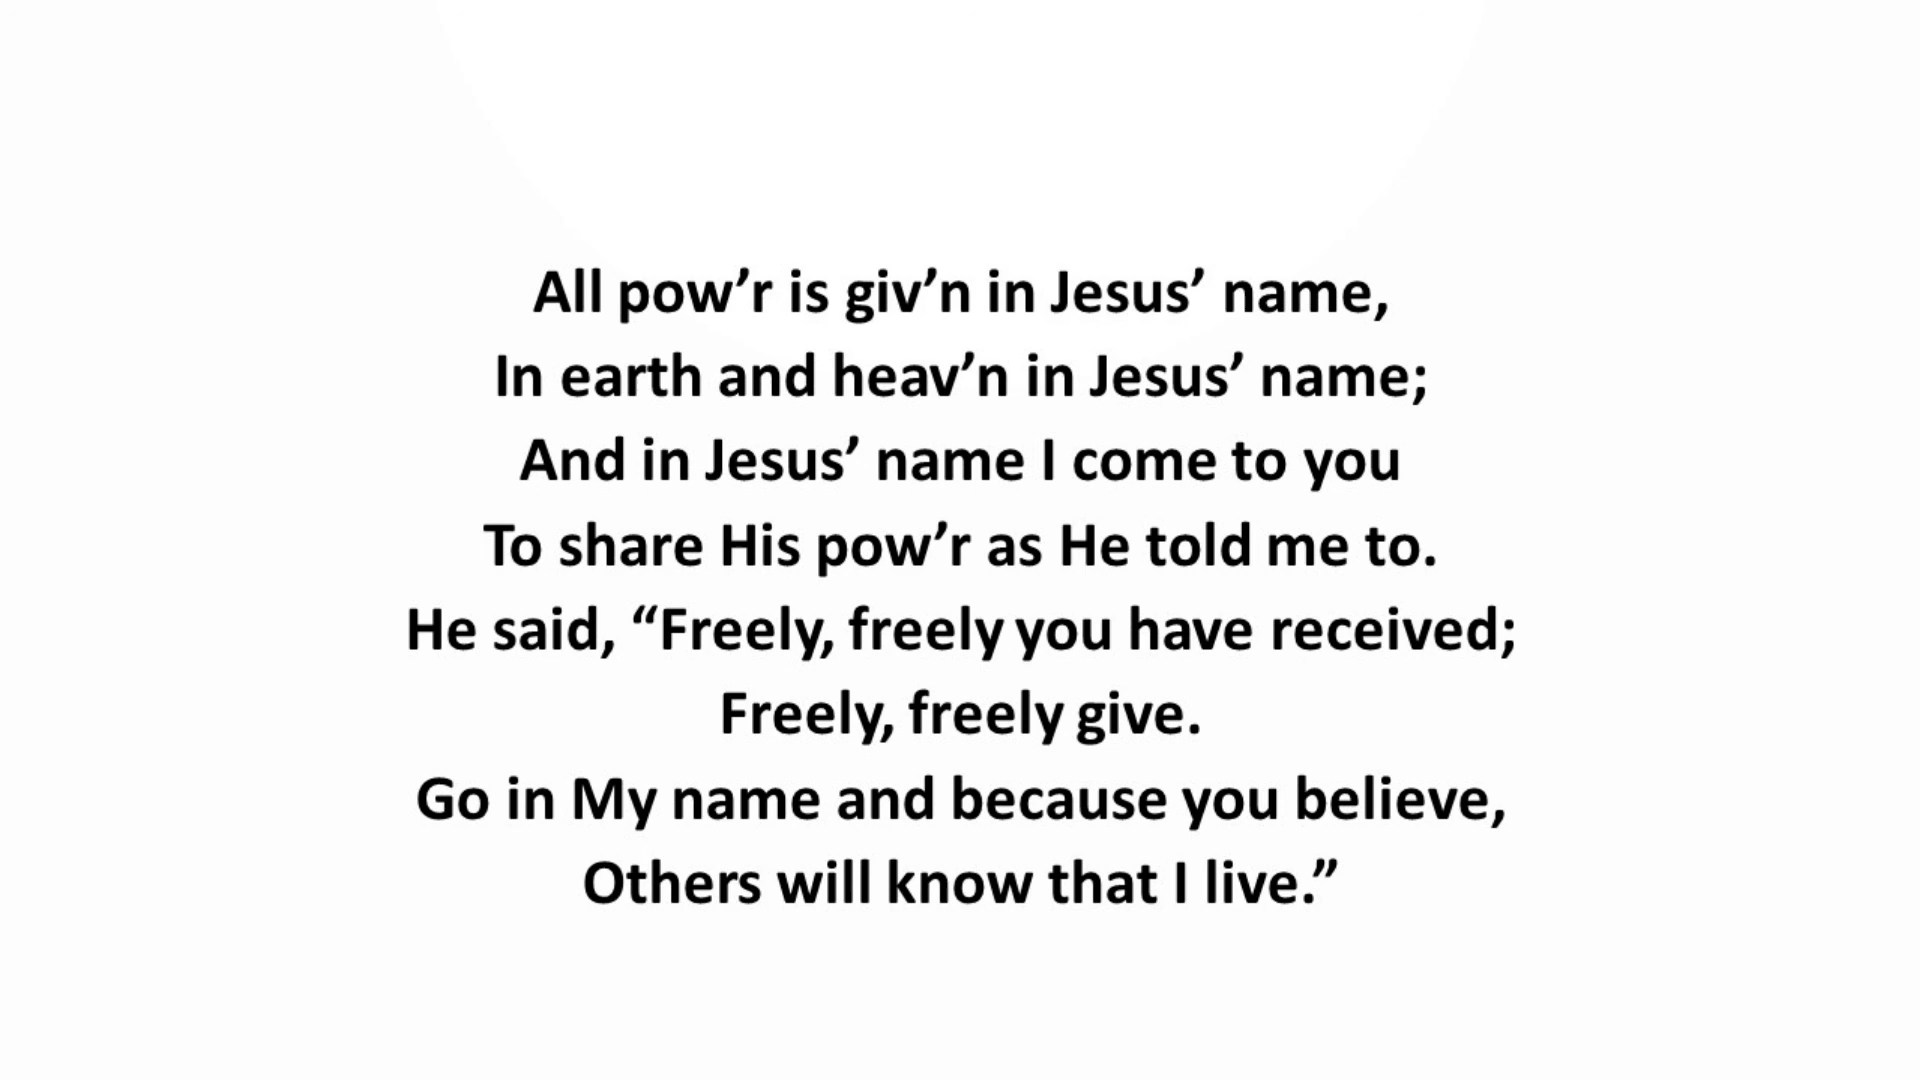 All pow’r is giv’n in Jesus’ name,
In earth and heav’n in Jesus’ name;
And in Jesus’ name I come to you
To share His pow’r as He told me to.
He said, “Freely, freely you have received;
Freely, freely give.
Go in My name and because you believe,
Others will know that I live.”